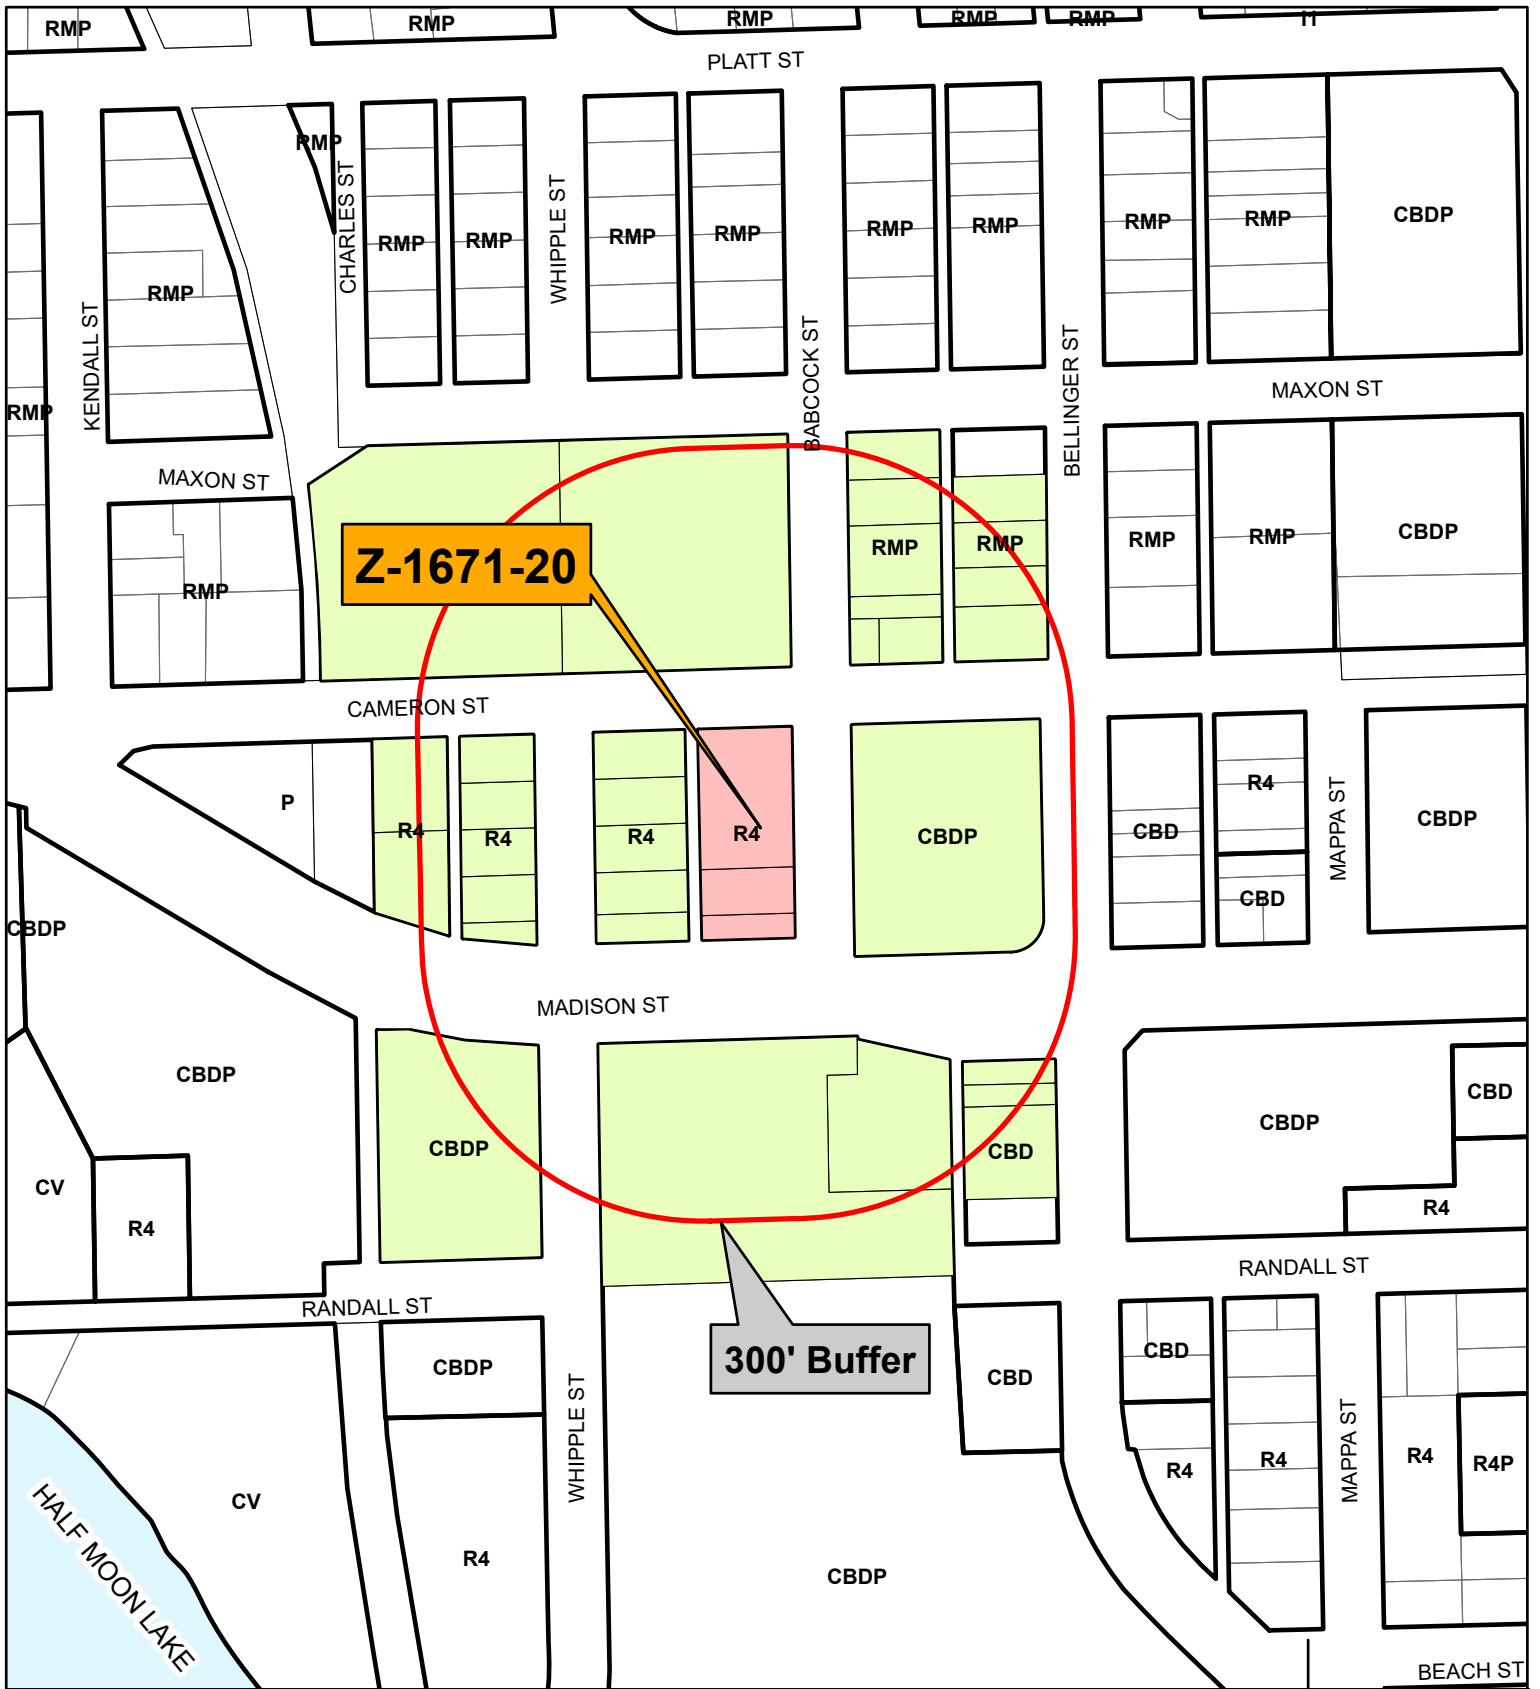 RMP
RMP
RMP
RMP
RMP
PLATT ST
RMP
CHARLES ST
RMP
RMP
WHIPPLE ST
RMP
RMP
RMP
RMP
RMP
RMP
CBDP
RMP
KENDALL ST
BABCOCK ST
BELLINGER ST
MAXON ST
RMP
MAXON ST
Z-1671-20
RMP
RMP
RMP
RMP
RMP
CBDP
RMP
CAMERON ST
P
R4
R4
R4
R4
CBDP
CBD
R4
CBD
MAPPA ST
CBDP
CBDP
MADISON ST
CBDP
CBDP
CBD
CBDP
CBD
CV
R4
R4
RANDALL ST
RANDALL ST
300' Buffer
CBDP
CBD
CBD
WHIPPLE ST
MAPPA ST
R4
R4
R4
R4P
CV
HALF MOON LAKE
R4
CBDP
BEACH ST